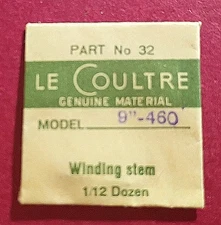 PART No 32
LE COULTRE
GENUINE MATERIAL
MODEL 9"-460
Winding stem
1/12 Dozen